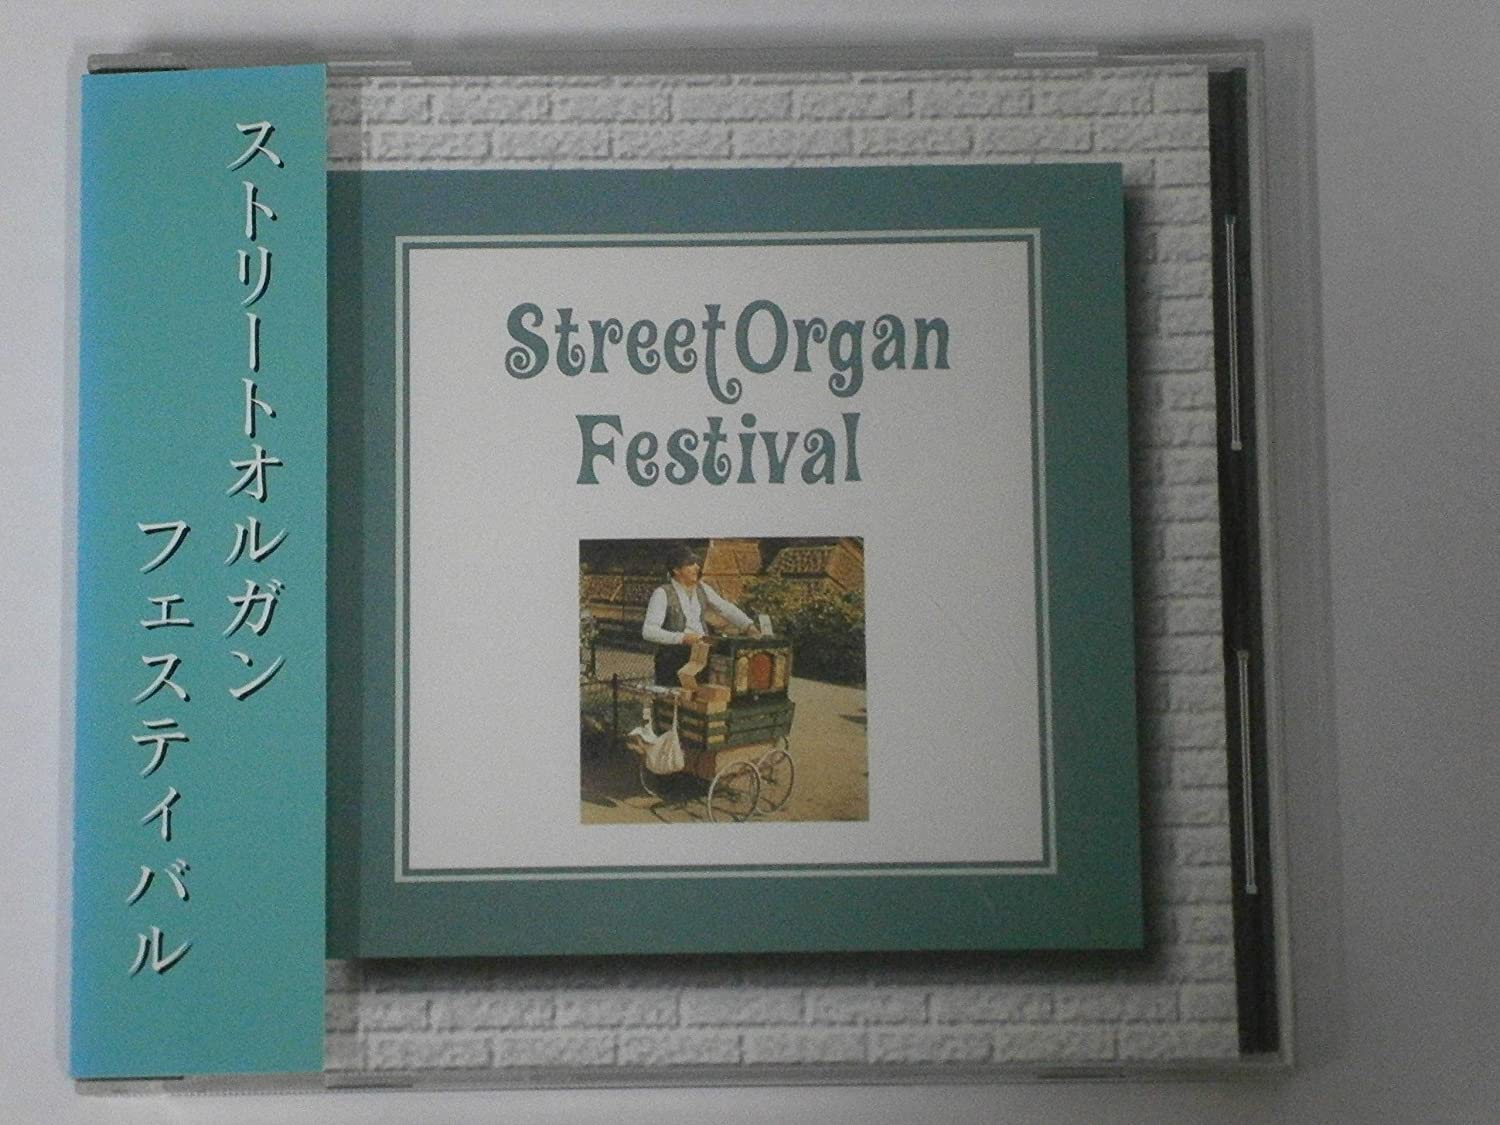 ストリートオルガン
フェスティバル
Street Organ
Festival